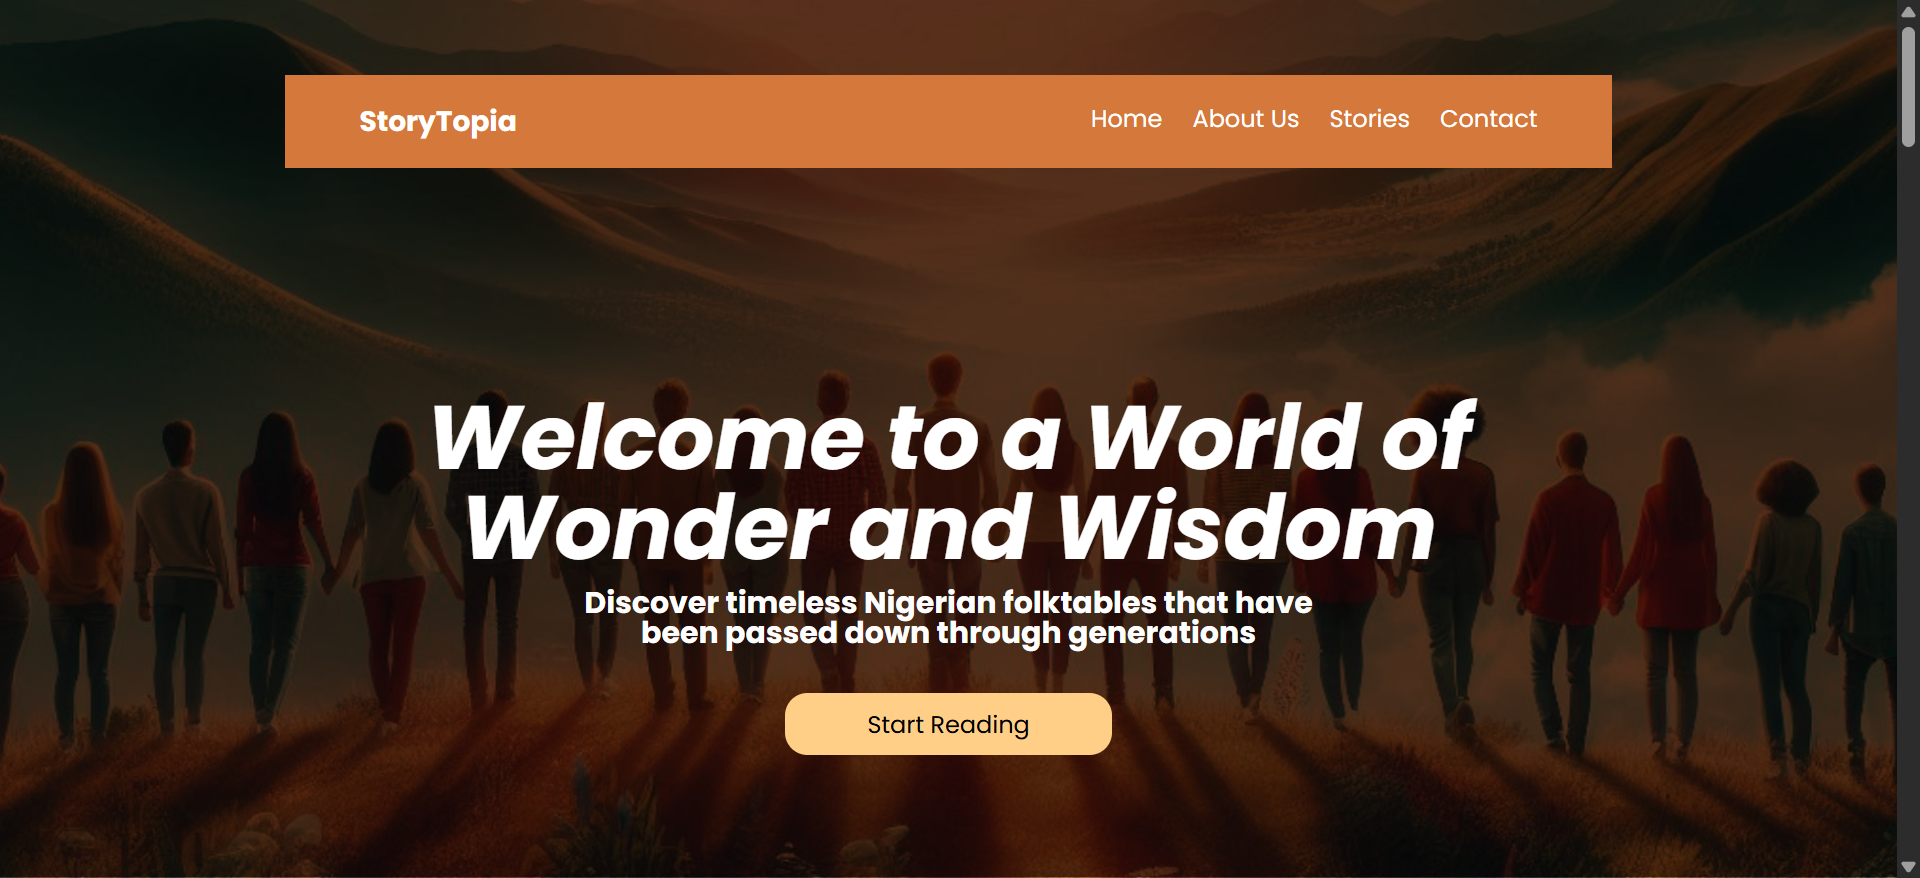 StoryTopia
Home About Us Stories Contact
Welcome to a World of
Wonder and Wisdom
Discover timeless Nigerian folktables that have
been passed down through generations
Start Reading